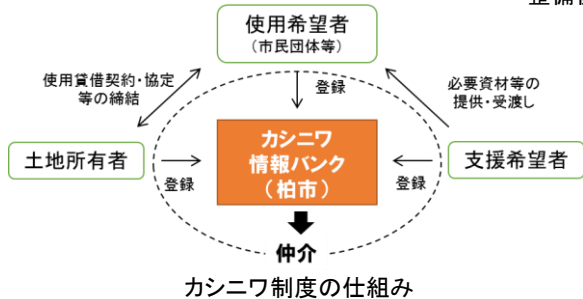 使用希望者
(市民団体等)
使用貸借契約・協定
等の締結
登録
必要資材等の
提供・受渡し
土地所有者
登録
カシニワ
情報バンク
(柏市)
登録
支援希望者
仲介
カシニワ制度の仕組み